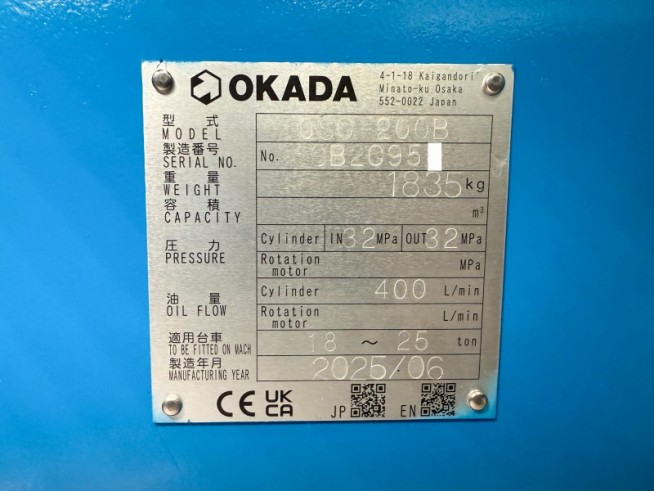 OKADA
4-1-18 Kaigandori
Minato-ku Osaka
552-0022 Japan
型 式
MODEL 200B
製造番号
SERIAL NO. No. B2095
重 量
WEIGHT 1835 kg
容 積
CAPACITY m³
圧 力
PRESSURE
Cylinder IN 32 MPa OUT 32 MPa
Rotation motor MPa
油 量
OIL FLOW
Cylinder 400 L/min
Rotation motor L/min
適用台車
TO BE FITTED ON MACH 18 ～ 25 ton
製造年月
MANUFACTURING YEAR 2025/06
CE UK CA JP EN